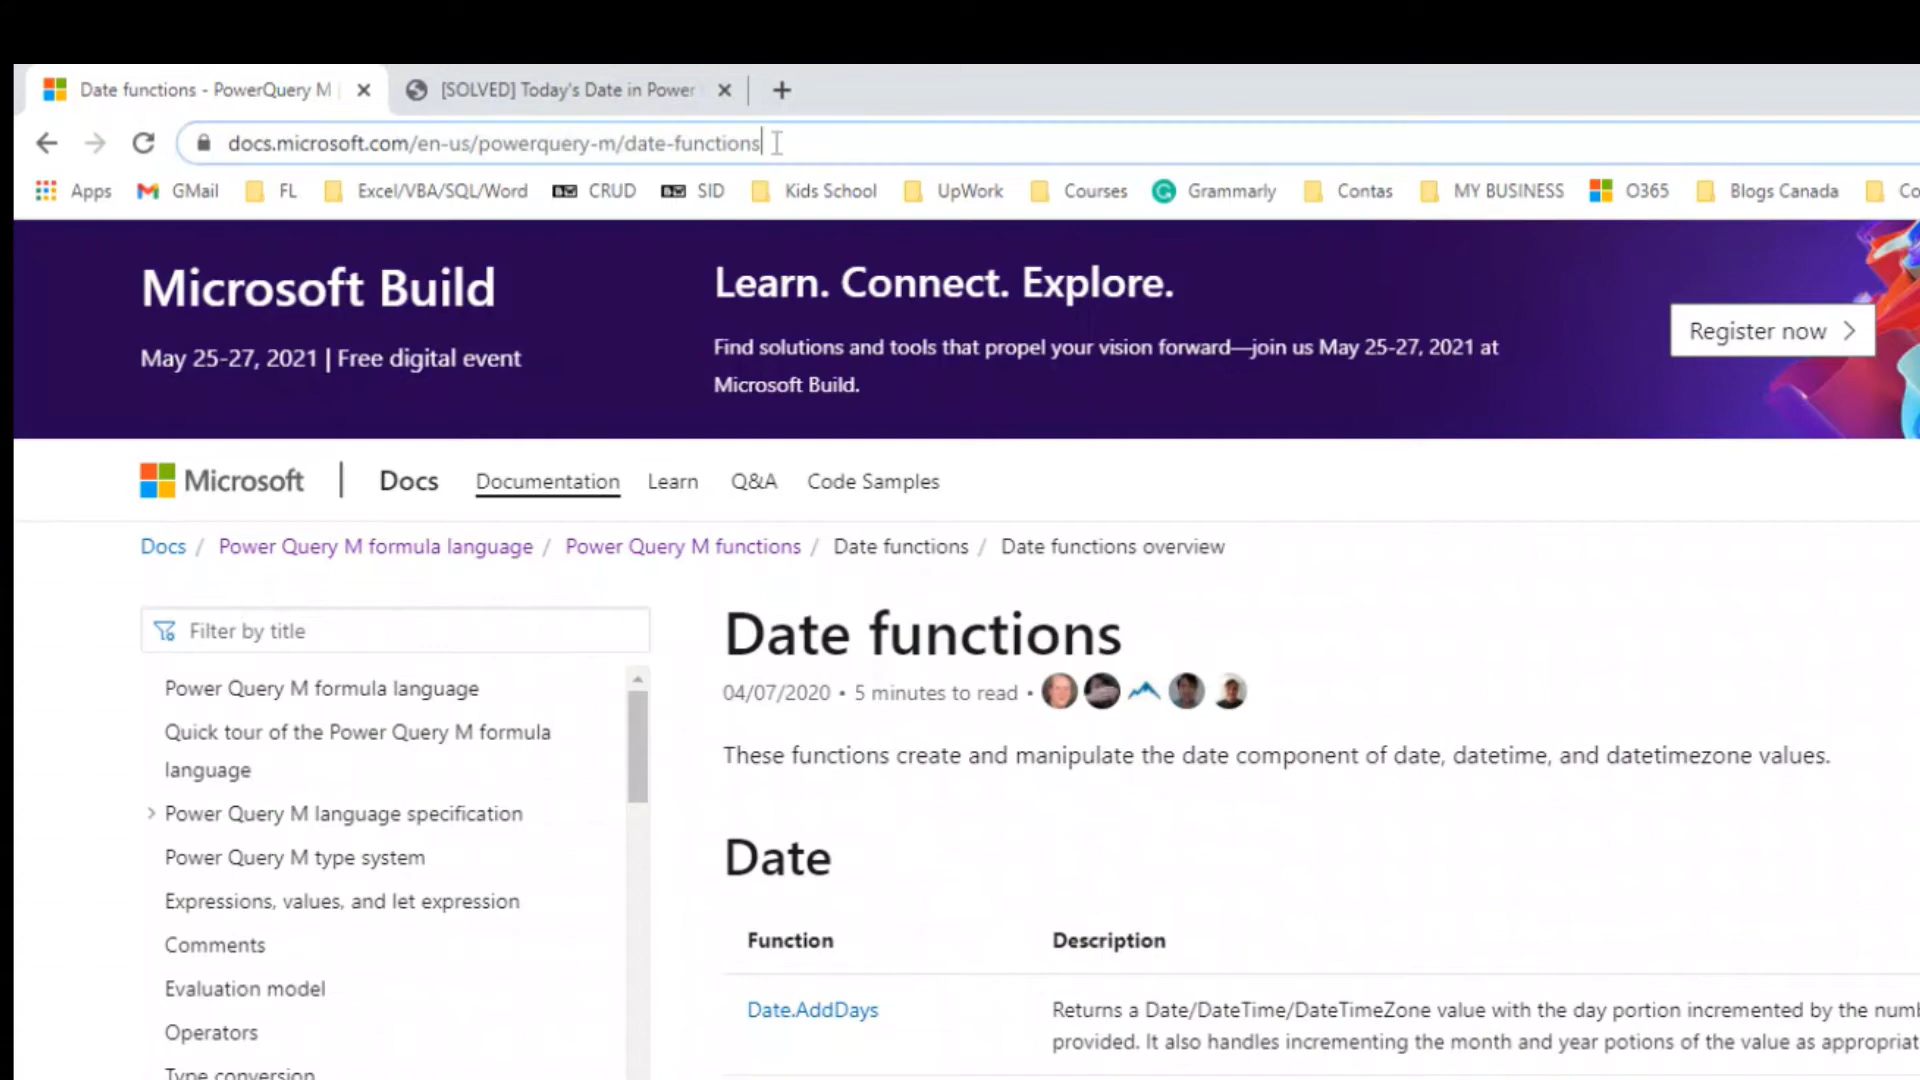 Date functions - PowerQuery M
[SOLVED] Today's Date in Power
docs.microsoft.com/en-us/powerquery-m/date-functions
Apps GMail FL Excel/VBA/SQL/Word CRUD SID Kids School UpWork Courses Grammarly Contas MY BUSINESS O365 Blogs Canada Co
Microsoft Build
May 25-27, 2021 | Free digital event
Learn. Connect. Explore.
Find solutions and tools that propel your vision forward—join us May 25-27, 2021 at
Microsoft Build.
Register now
Microsoft | Docs Documentation Learn Q&A Code Samples
Docs / Power Query M formula language / Power Query M functions / Date functions / Date functions overview
Filter by title
Power Query M formula language
Quick tour of the Power Query M formula
language
Power Query M language specification
Power Query M type system
Expressions, values, and let expression
Comments
Evaluation model
Operators
Type conversion
Date functions
04/07/2020 • 5 minutes to read •
These functions create and manipulate the date component of date, datetime, and datetimezone values.
Date
Function Description
Date.AddDays
Returns a Date/DateTime/DateTimeZone value with the day portion incremented by the numb
provided. It also handles incrementing the month and year potions of the value as appropriat